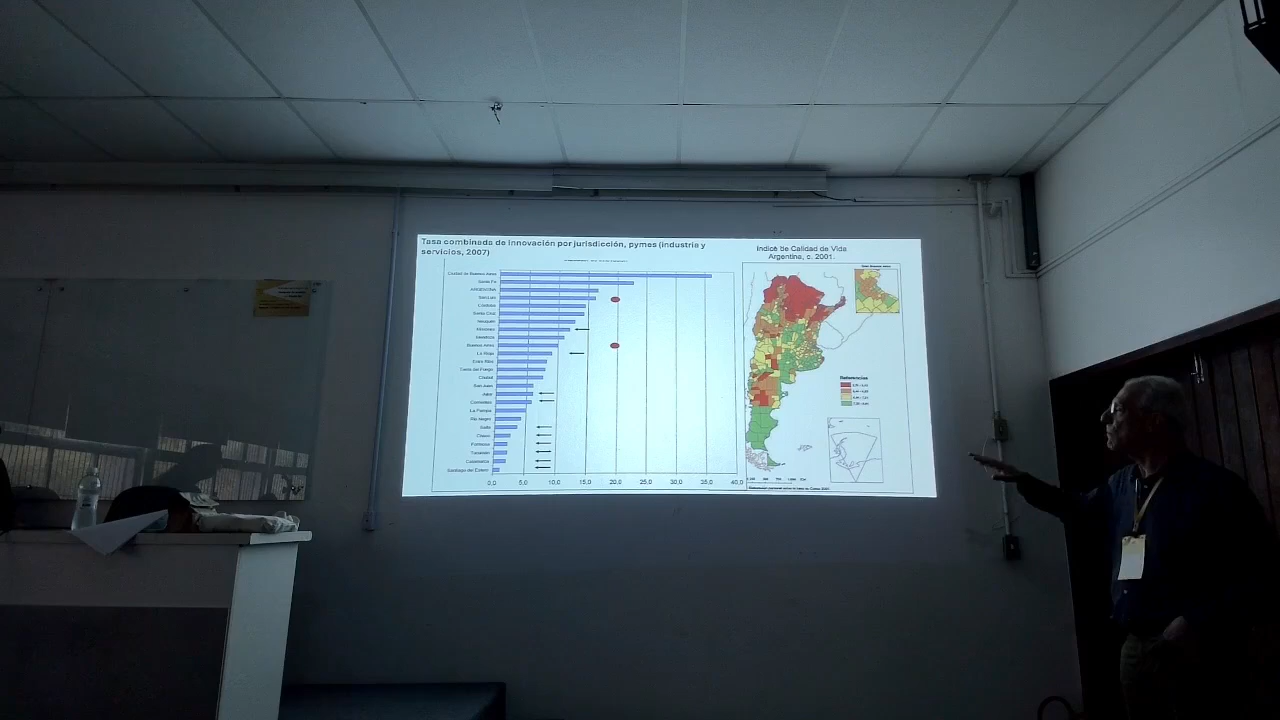 Tasa combinada de innovación por jurisdicción, pymes (industria y
servicios, 2007)
Ciudad de Buenos Aires
Santa Fe
ARGENTINA
San Luis
Córdoba
Santa Cruz
Neuquén
Misiones
Mendoza
Buenos Aires
La Rioja
Entre Ríos
Tierra del Fuego
Chubut
San Juan
Jujuy
Corrientes
La Pampa
Río Negro
Salta
Chaco
Formosa
Tucumán
Catamarca
Santiago del Estero
0,0 5,0 10,0 15,0 20,0 25,0 30,0 35,0 40,0
Indice de Calidad de Vida
Argentina, c. 2001.
Referencias